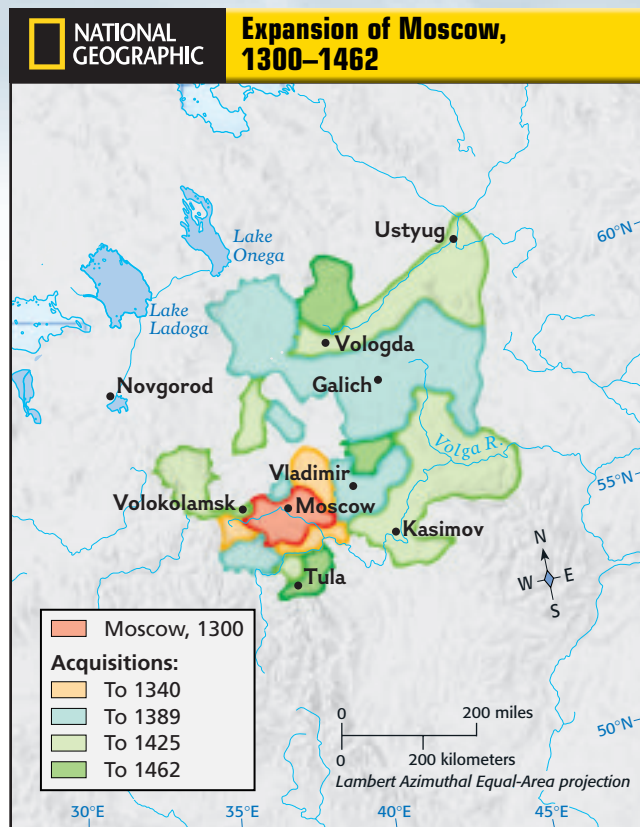 NATIONAL
GEOGRAPHIC
Expansion of Moscow,
1300–1462
Ustyug
60°N
Lake
Onega
Lake
Ladoga
Vologda
Novgorod
Galich
Volga R.
Vladimir
55°N
Volokolamsk
Moscow
Kasimov
N
W E
S
Tula
Moscow, 1300
Acquisitions:
To 1340
To 1389
To 1425
To 1462
0 200 miles
0 200 kilometers
Lambert Azimuthal Equal-Area projection
50°N
30°E 35°E 40°E 45°E